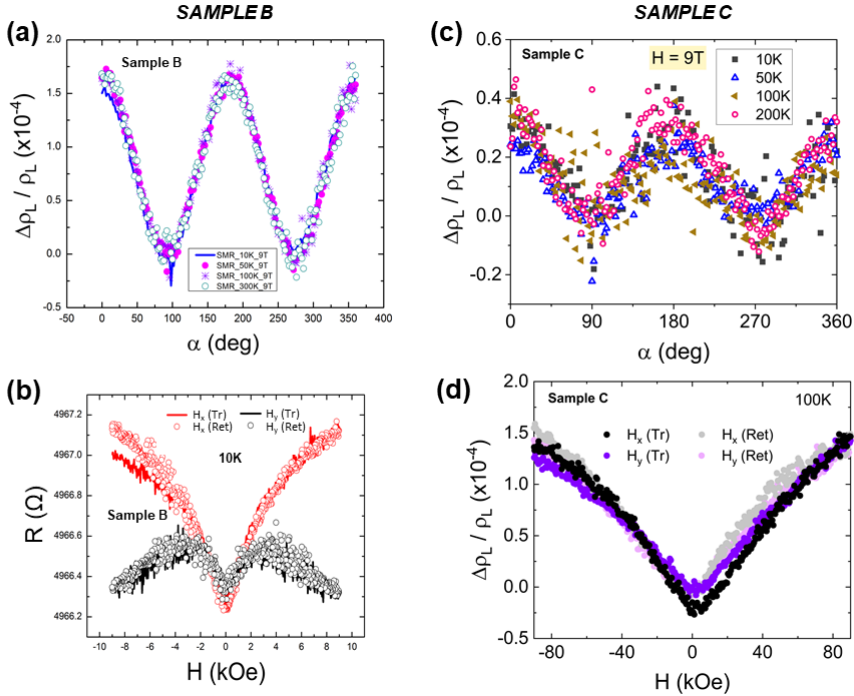 SAMPLE B
SAMPLE C
(a)
Sample B
2.0
1.5
1.0
0.5
0.0
-0.5
Δρ_L / ρ_L (x10⁻⁴)
SMR_10K_9T
SMR_50K_9T
SMR_100K_9T
SMR_300K_9T
-50 0 50 100 150 200 250 300 350 400
α (deg)
(c)
Sample C
H = 9T
10K
50K
100K
200K
0.6
0.4
0.2
0.0
-0.2
Δρ_L / ρ_L (x10⁻⁴)
0 90 180 270 360
α (deg)
(b)
H_x (Tr) H_y (Tr)
H_x (Ret) H_y (Ret)
10K
Sample B
4967.2
4967.0
4966.8
4966.6
4966.4
4966.2
R (Ω)
-10 -8 -6 -4 -2 0 2 4 6 8 10
H (kOe)
(d)
Sample C
100K
H_x (Tr) H_x (Ret)
H_y (Tr) H_y (Ret)
2.0
1.5
1.0
0.5
0.0
-0.5
Δρ_L / ρ_L (x10⁻⁴)
-80 -40 0 40 80
H (kOe)